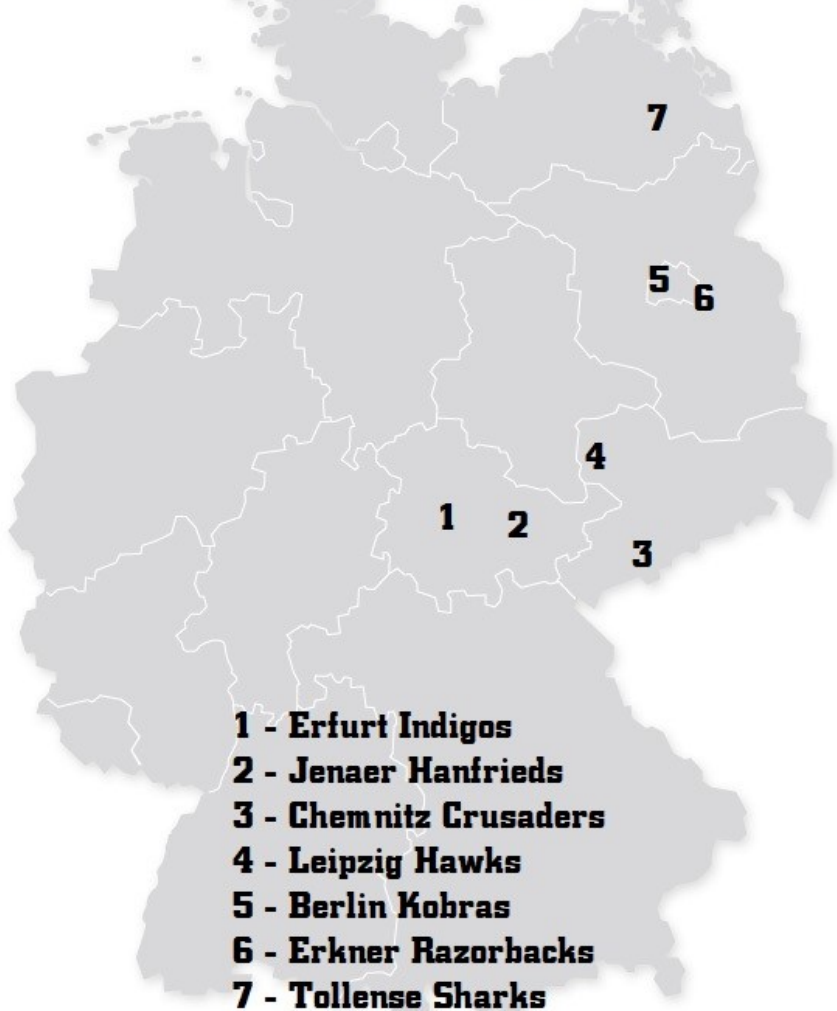 7
5
6
4
1
2
3
1 - Erfurt Indigos
2 - Jenaer Hanfrieds
3 - Chemnitz Crusaders
4 - Leipzig Hawks
5 - Berlin Kobras
6 - Erkner Razorbacks
7 - Tollense Sharks